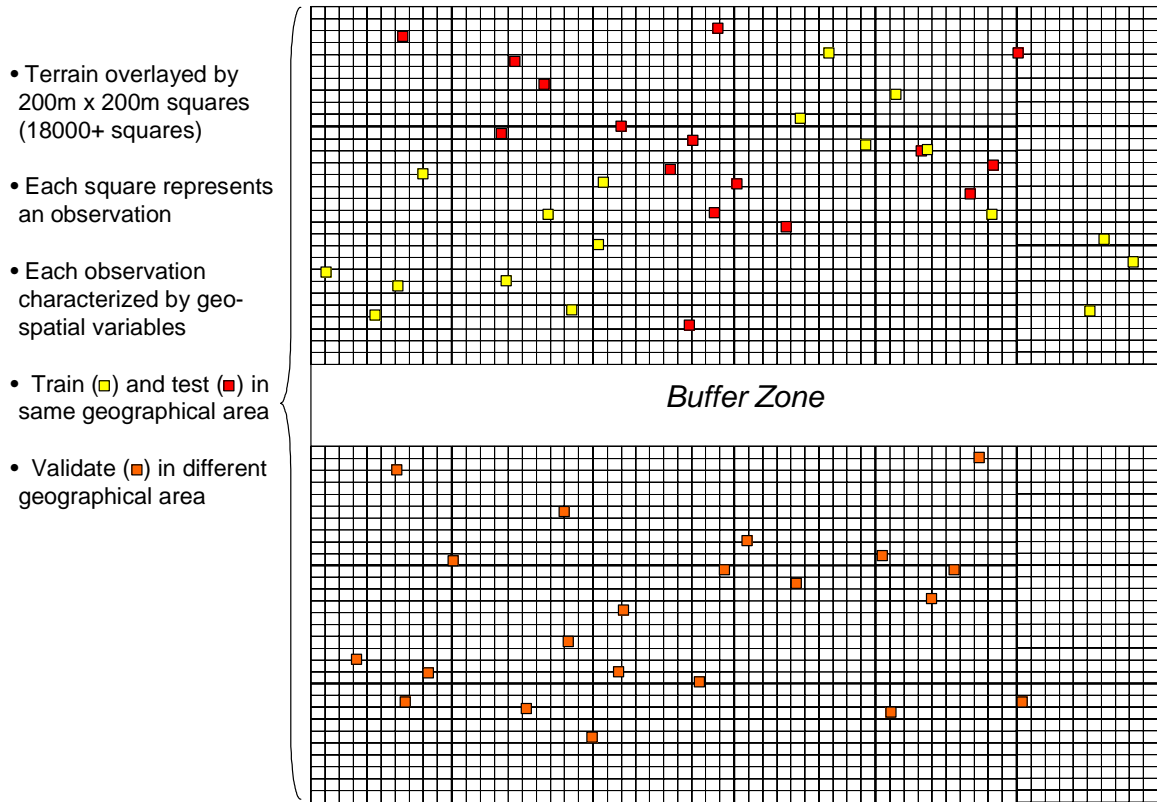 • Terrain overlayed by
200m x 200m squares
(18000+ squares)
• Each square represents
an observation
• Each observation
characterized by geo-
spatial variables
• Train ( ) and test ( ) in
same geographical area
• Validate ( ) in different
geographical area
Buffer Zone